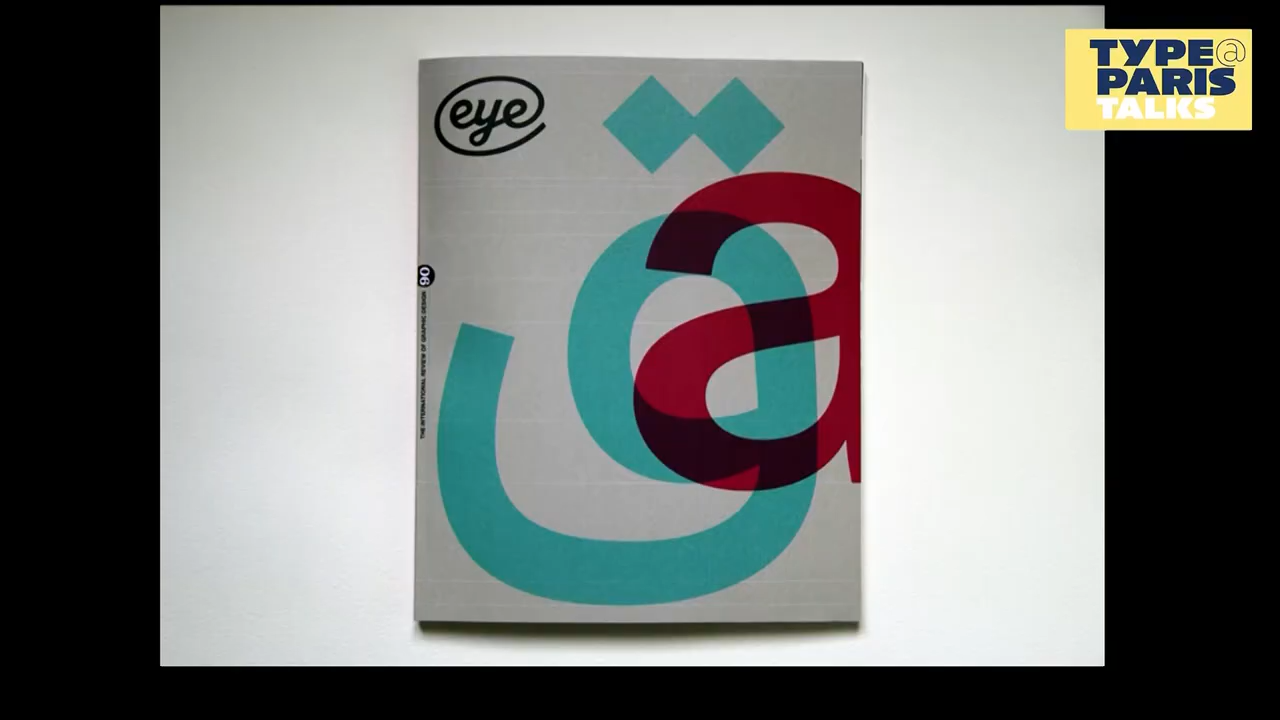 eye
ق
a
90
THE INTERNATIONAL REVIEW OF GRAPHIC DESIGN
TYPE@
PARIS
TALKS